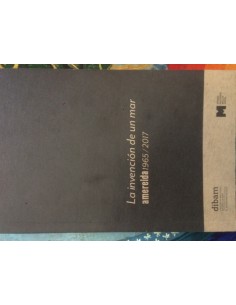 La invención de un mar
amereida 1965/2017
M
dibam